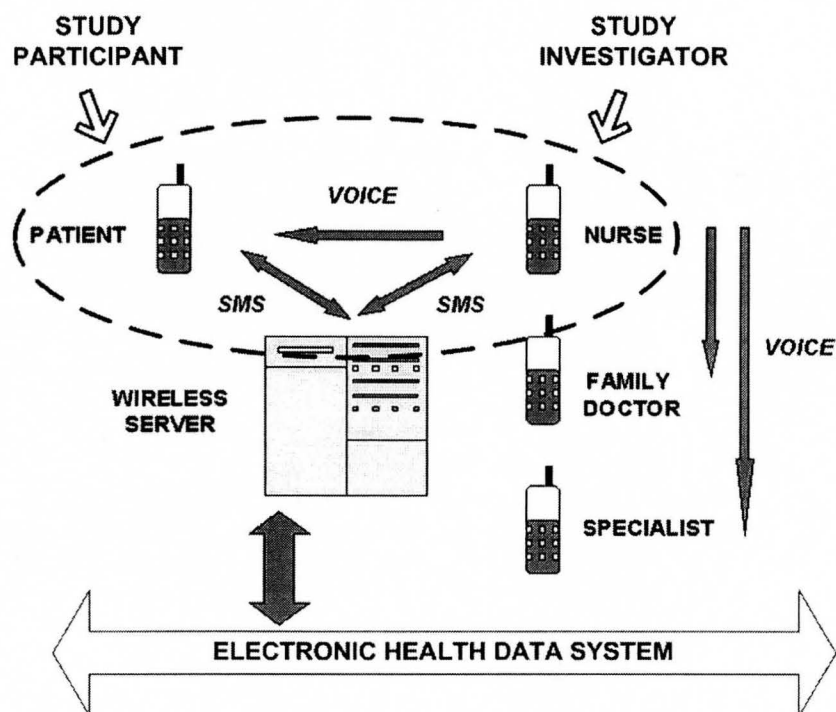 STUDY
PARTICIPANT
STUDY
INVESTIGATOR
VOICE
PATIENT
NURSE
SMS
SMS
VOICE
WIRELESS
SERVER
FAMILY
DOCTOR
SPECIALIST
ELECTRONIC HEALTH DATA SYSTEM